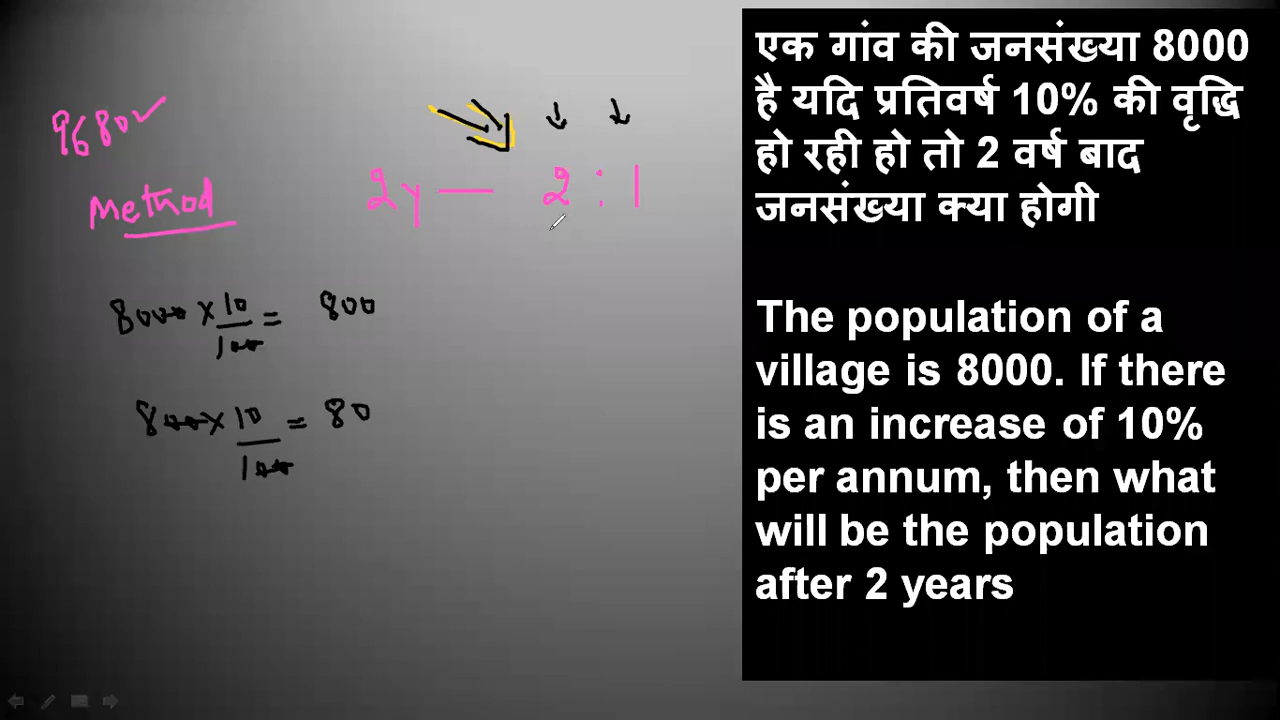 9680✓
Method
2y — 2 : 1
8000 × 10/100 = 800
800 × 10/100 = 80
एक गांव की जनसंख्या 8000
है यदि प्रतिवर्ष 10% की वृद्धि
हो रही हो तो 2 वर्ष बाद
जनसंख्या क्या होगी
The population of a
village is 8000. If there
is an increase of 10%
per annum, then what
will be the population
after 2 years